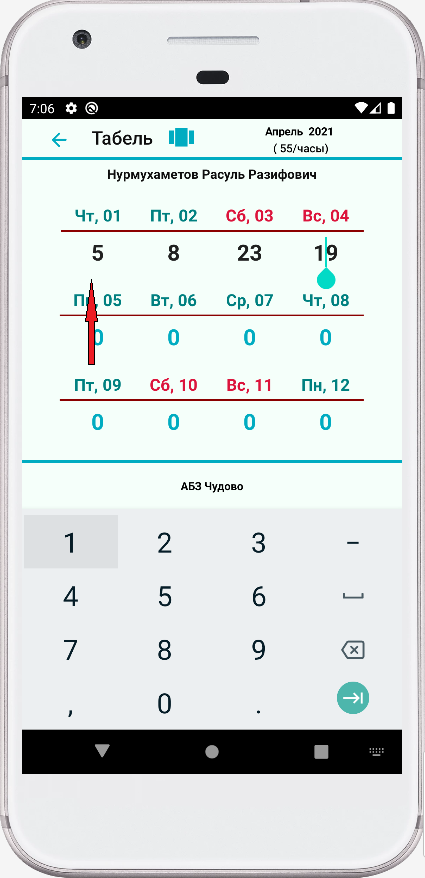 7:06
Табель
Апрель 2021
( 55/часы)
Нурмухаметов Расуль Разифович
Чт, 01 Пт, 02 Сб, 03 Вс, 04
5 8 23 19
Пн, 05 Вт, 06 Ср, 07 Чт, 08
0 0 0 0
Пт, 09 Сб, 10 Вс, 11 Пн, 12
0 0 0 0
АБЗ Чудово
1 2 3 –
4 5 6
7 8 9
, 0 .